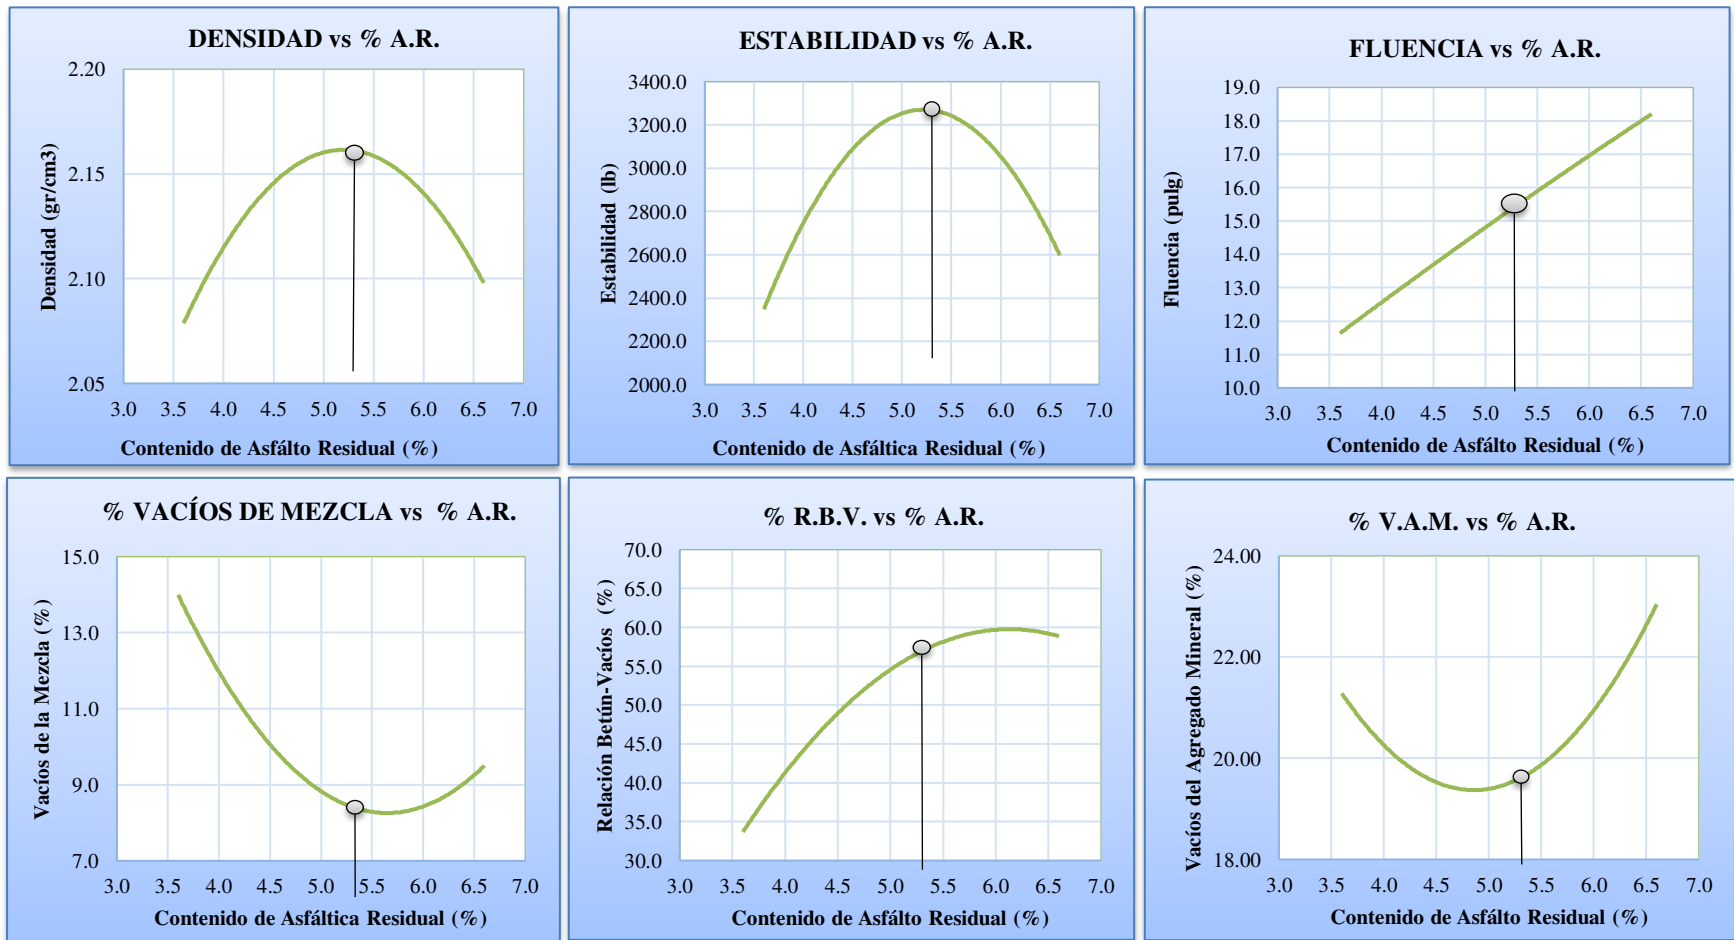 DENSIDAD vs % A.R.
Densidad (gr/cm3)
2.20
2.15
2.10
2.05
3.0 3.5 4.0 4.5 5.0 5.5 6.0 6.5 7.0
Contenido de Asfálto Residual (%)
ESTABILIDAD vs % A.R.
Estabilidad (lb)
3400.0
3200.0
3000.0
2800.0
2600.0
2400.0
2200.0
2000.0
3.0 3.5 4.0 4.5 5.0 5.5 6.0 6.5 7.0
Contenido de Asfáltica Residual (%)
FLUENCIA vs % A.R.
Fluencia (pulg)
19.0
18.0
17.0
16.0
15.0
14.0
13.0
12.0
11.0
10.0
3.0 3.5 4.0 4.5 5.0 5.5 6.0 6.5 7.0
Contenido de Asfálto Residual (%)
% VACÍOS DE MEZCLA vs % A.R.
Vacíos de la Mezcla (%)
15.0
13.0
11.0
9.0
7.0
3.0 3.5 4.0 4.5 5.0 5.5 6.0 6.5 7.0
Contenido de Asfáltica Residual (%)
% R.B.V. vs % A.R.
Relación Betún-Vacíos (%)
70.0
65.0
60.0
55.0
50.0
45.0
40.0
35.0
30.0
3.0 3.5 4.0 4.5 5.0 5.5 6.0 6.5 7.0
Contenido de Asfáltica Residual (%)
% V.A.M. vs % A.R.
Vacíos del Agregado Mineral (%)
24.00
22.00
20.00
18.00
3.0 3.5 4.0 4.5 5.0 5.5 6.0 6.5 7.0
Contenido de Asfálto Residual (%)